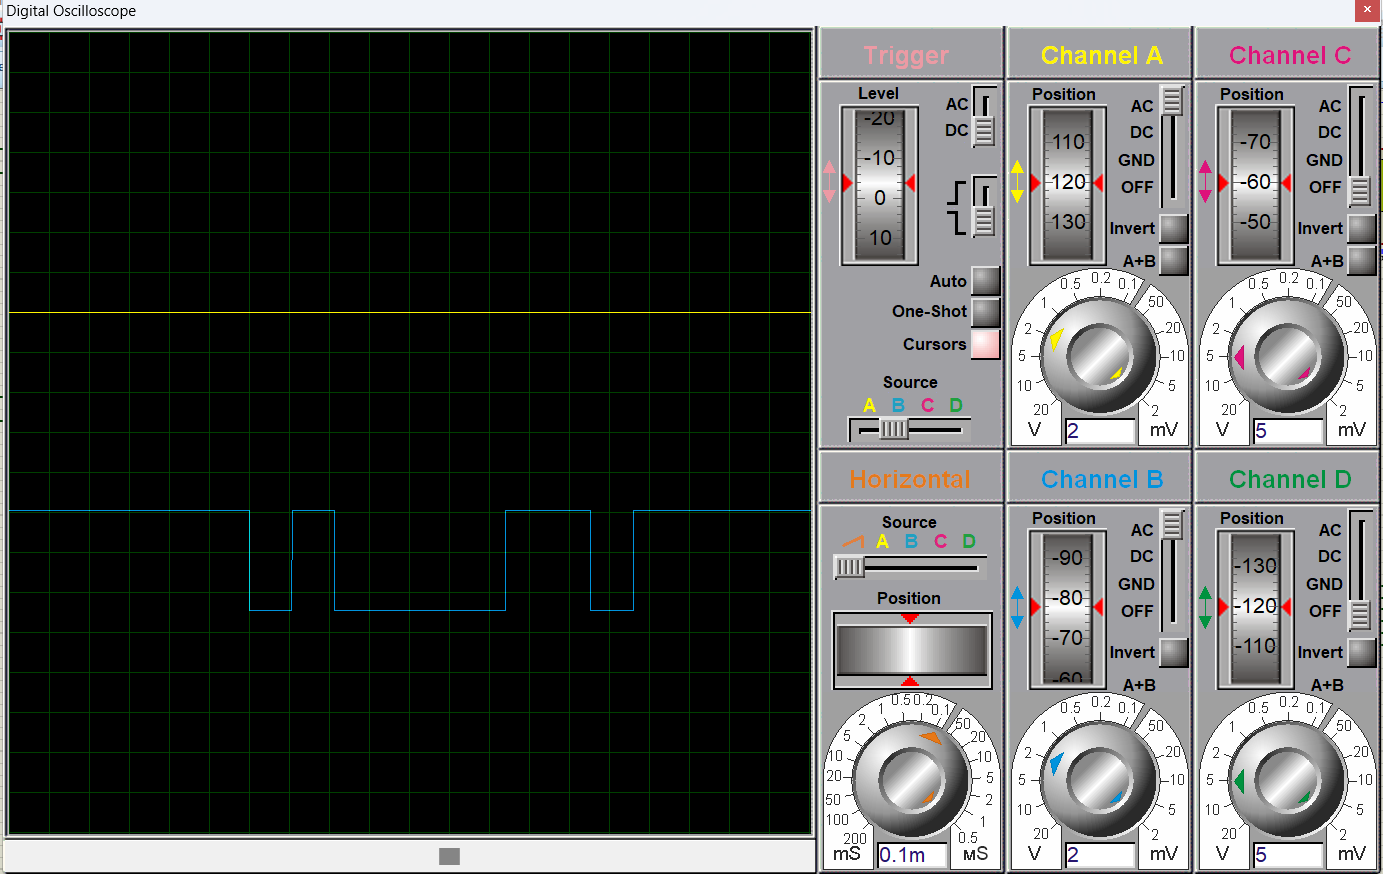 Digital Oscilloscope
Trigger
Level
AC
DC
-20
-10
0
10
Auto
One-Shot
Cursors
Source
A B C D
Channel A
Position
AC
DC
GND
OFF
110
120
130
Invert
A+B
20 10 5 2 1 0.5 0.2 0.1 50 20 10 5 2
V 2 mV
Channel C
Position
AC
DC
GND
OFF
-70
-60
-50
Invert
A+B
20 10 5 2 1 0.5 0.2 0.1 50 20 10 5 2
V 5 mV
Horizontal
Source
A B C D
Position
200 100 50 20 10 5 2 1 0.5 0.2 0.1 50 20 10 5 2 1 0.5
mS 0.1m мS
Channel B
Position
AC
DC
GND
OFF
-90
-80
-70
-60
Invert
A+B
20 10 5 2 1 0.5 0.2 0.1 50 20 10 5 2
V 2 mV
Channel D
Position
AC
DC
GND
OFF
-130
-120
-110
Invert
A+B
20 10 5 2 1 0.5 0.2 0.1 50 20 10 5 2
V 5 mV